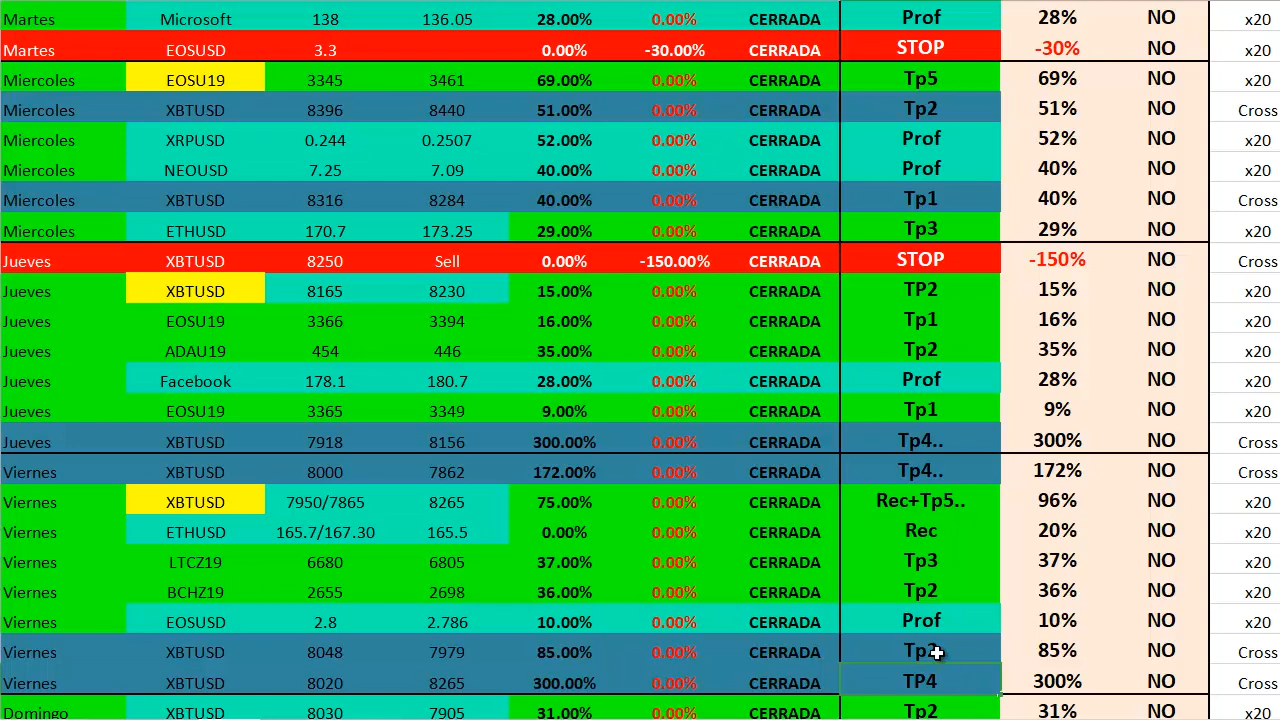 Martes Microsoft 138 136.05 28.00% 0.00% CERRADA Prof 28% NO x20
Martes EOSUSD 3.3 0.00% -30.00% CERRADA STOP -30% NO x20
Miercoles EOSU19 3345 3461 69.00% 0.00% CERRADA Tp5 69% NO x20
Miercoles XBTUSD 8396 8440 51.00% 0.00% CERRADA Tp2 51% NO Cross
Miercoles XRPUSD 0.244 0.2507 52.00% 0.00% CERRADA Prof 52% NO x20
Miercoles NEOUSD 7.25 7.09 40.00% 0.00% CERRADA Prof 40% NO x20
Miercoles XBTUSD 8316 8284 40.00% 0.00% CERRADA Tp1 40% NO Cross
Miercoles ETHUSD 170.7 173.25 29.00% 0.00% CERRADA Tp3 29% NO x20
Jueves XBTUSD 8250 Sell 0.00% -150.00% CERRADA STOP -150% NO Cross
Jueves XBTUSD 8165 8230 15.00% 0.00% CERRADA TP2 15% NO x20
Jueves EOSU19 3366 3394 16.00% 0.00% CERRADA Tp1 16% NO x20
Jueves ADAU19 454 446 35.00% 0.00% CERRADA Tp2 35% NO x20
Jueves Facebook 178.1 180.7 28.00% 0.00% CERRADA Prof 28% NO x20
Jueves EOSU19 3365 3349 9.00% 0.00% CERRADA Tp1 9% NO x20
Jueves XBTUSD 7918 8156 300.00% 0.00% CERRADA Tp4.. 300% NO Cross
Viernes XBTUSD 8000 7862 172.00% 0.00% CERRADA Tp4.. 172% NO Cross
Viernes XBTUSD 7950/7865 8265 75.00% 0.00% CERRADA Rec+Tp5.. 96% NO x20
Viernes ETHUSD 165.7/167.30 165.5 0.00% 0.00% CERRADA Rec 20% NO x20
Viernes LTCZ19 6680 6805 37.00% 0.00% CERRADA Tp3 37% NO x20
Viernes BCHZ19 2655 2698 36.00% 0.00% CERRADA Tp2 36% NO x20
Viernes EOSUSD 2.8 2.786 10.00% 0.00% CERRADA Prof 10% NO x20
Viernes XBTUSD 8048 7979 85.00% 0.00% CERRADA 85% NO Cross
Viernes XBTUSD 8020 8265 300.00% 0.00% CERRADA TP4 300% NO Cross
Domingo XBTUSD 8030 7905 31.00% 0.00% CERRADA Tp2 31% NO x20